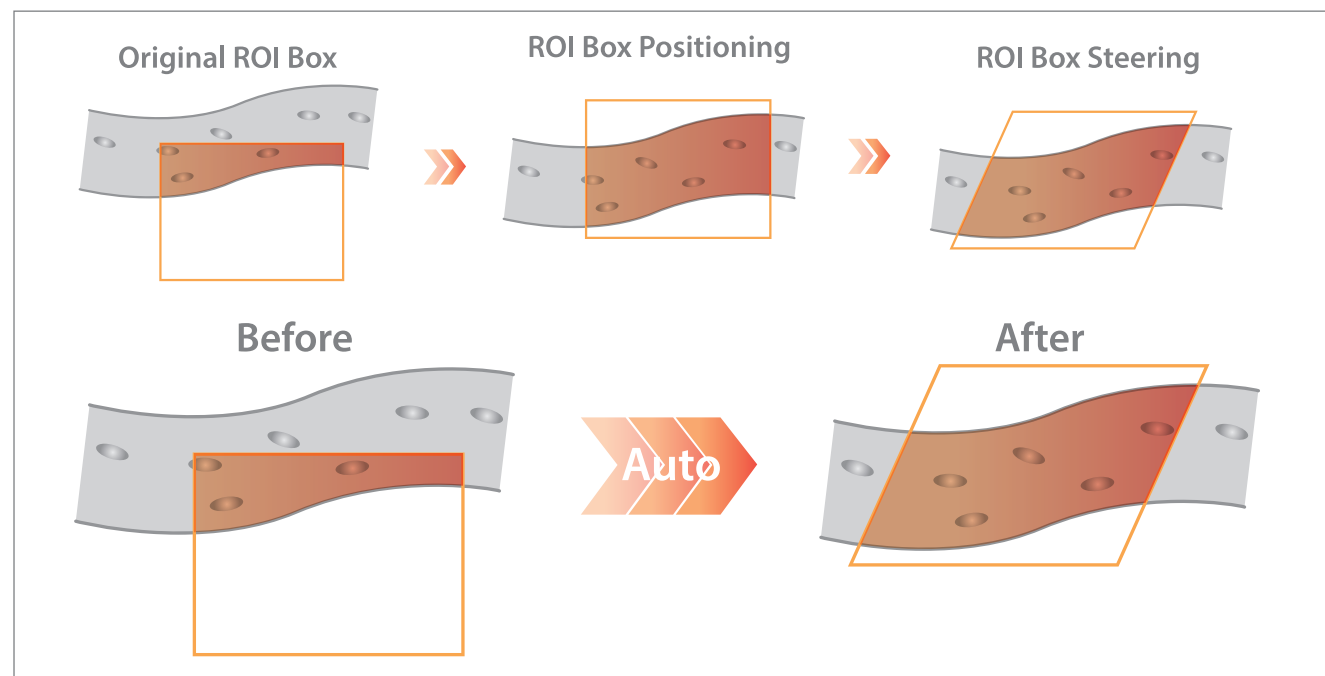 Original ROI Box
ROI Box Positioning
ROI Box Steering
Before
After
Auto